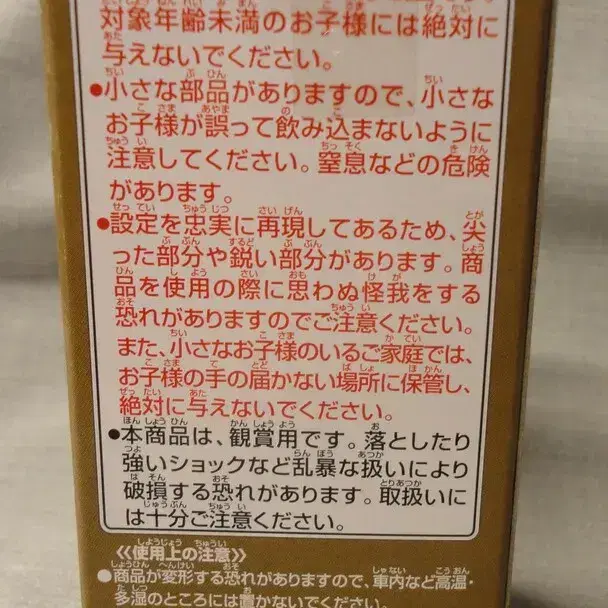 対象年齢未満のお子様には絶対に
与えないでください。
●小さな部品がありますので、小さな
お子様が誤って飲み込まないように
注意してください。窒息などの危険
があります。
●設定を忠実に再現してあるため、尖
った部分や鋭い部分があります。商
品を使用の際に思わぬ怪我をする
恐れがありますのでご注意ください。
また、小さなお子様のいるご家庭では、
お子様の手の届かない場所に保管し、
絶対に与えないでください。
●本商品は、観賞用です。落としたり
強いショックなど乱暴な扱いにより
破損する恐れがあります。取扱いに
は十分ご注意ください。
《使用上の注意》
●商品が変形する恐れがありますので、車内など高温・
多湿のところには置かないでください。